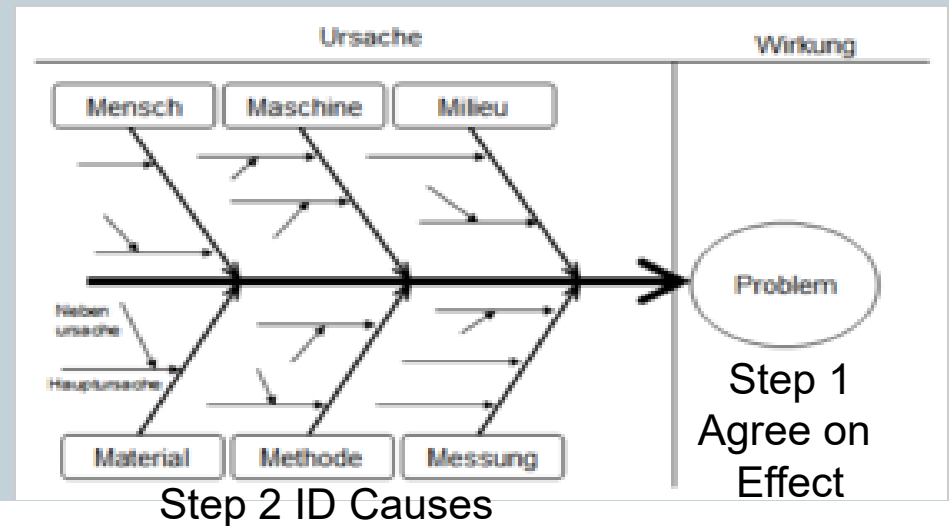 Ursache
Wirkung
Mensch
Maschine
Milieu
Neben
ursache
Hauptursache
Problem
Material
Methode
Messung
Step 1
Agree on
Effect
Step 2 ID Causes